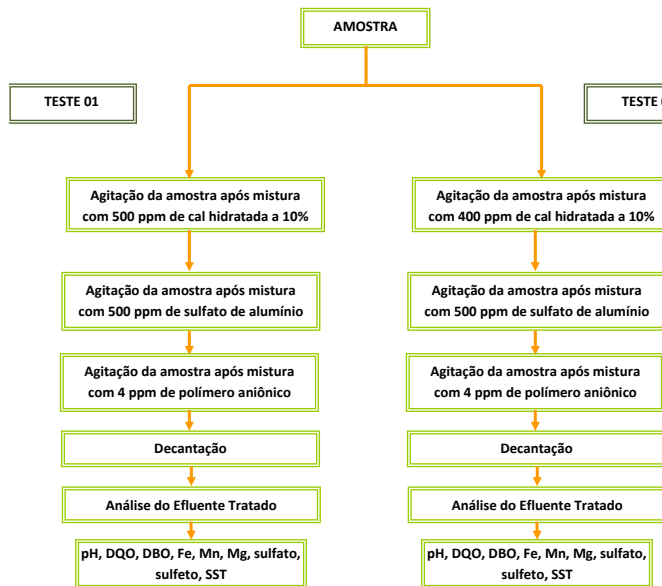 AMOSTRA
TESTE 01
TESTE
Agitação da amostra após mistura
com 500 ppm de cal hidratada a 10%
Agitação da amostra após mistura
com 400 ppm de cal hidratada a 10%
Agitação da amostra após mistura
com 500 ppm de sulfato de alumínio
Agitação da amostra após mistura
com 500 ppm de sulfato de alumínio
Agitação da amostra após mistura
com 4 ppm de polímero aniônico
Agitação da amostra após mistura
com 4 ppm de polímero aniônico
Decantação
Decantação
Análise do Efluente Tratado
Análise do Efluente Tratado
pH, DQO, DBO, Fe, Mn, Mg, sulfato,
sulfeto, SST
pH, DQO, DBO, Fe, Mn, Mg, sulfato,
sulfeto, SST